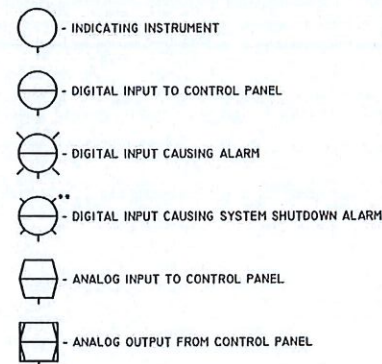 - INDICATING INSTRUMENT
- DIGITAL INPUT TO CONTROL PANEL
- DIGITAL INPUT CAUSING ALARM
- DIGITAL INPUT CAUSING SYSTEM SHUTDOWN ALARM
- ANALOG INPUT TO CONTROL PANEL
- ANALOG OUTPUT FROM CONTROL PANEL